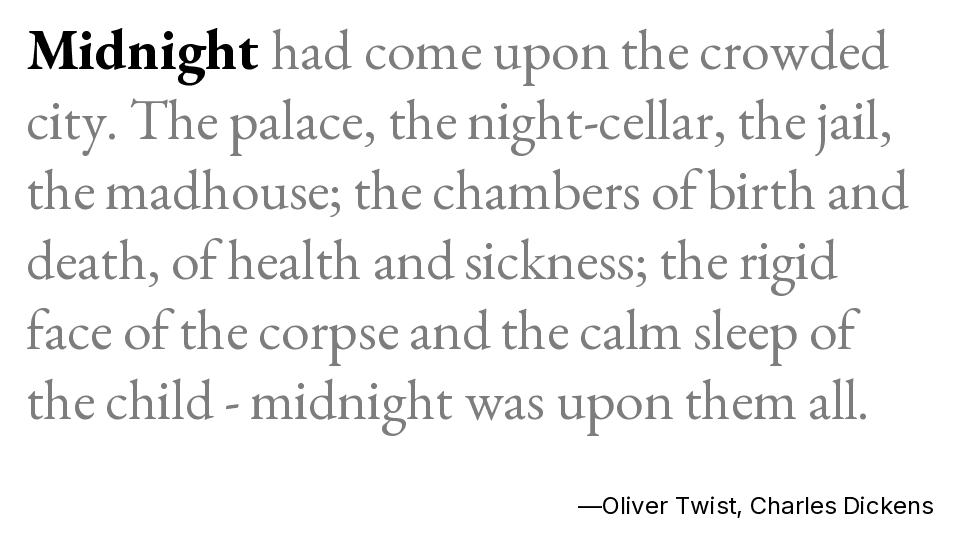 Midnight had come upon the crowded
city. The palace, the night-cellar, the jail,
the madhouse; the chambers of birth and
death, of health and sickness; the rigid
face of the corpse and the calm sleep of
the child - midnight was upon them all.
—Oliver Twist, Charles Dickens